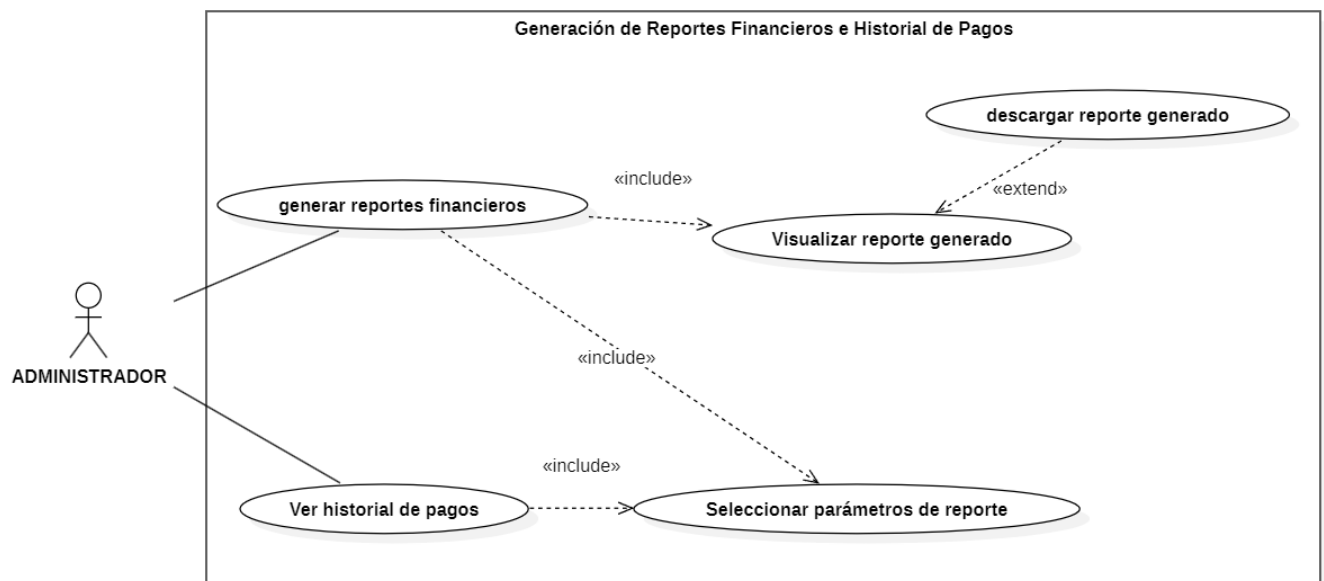 Generación de Reportes Financieros e Historial de Pagos
descargar reporte generado
«include»
«extend»
generar reportes financieros
Visualizar reporte generado
«include»
ADMINISTRADOR
«include»
Ver historial de pagos
Seleccionar parámetros de reporte